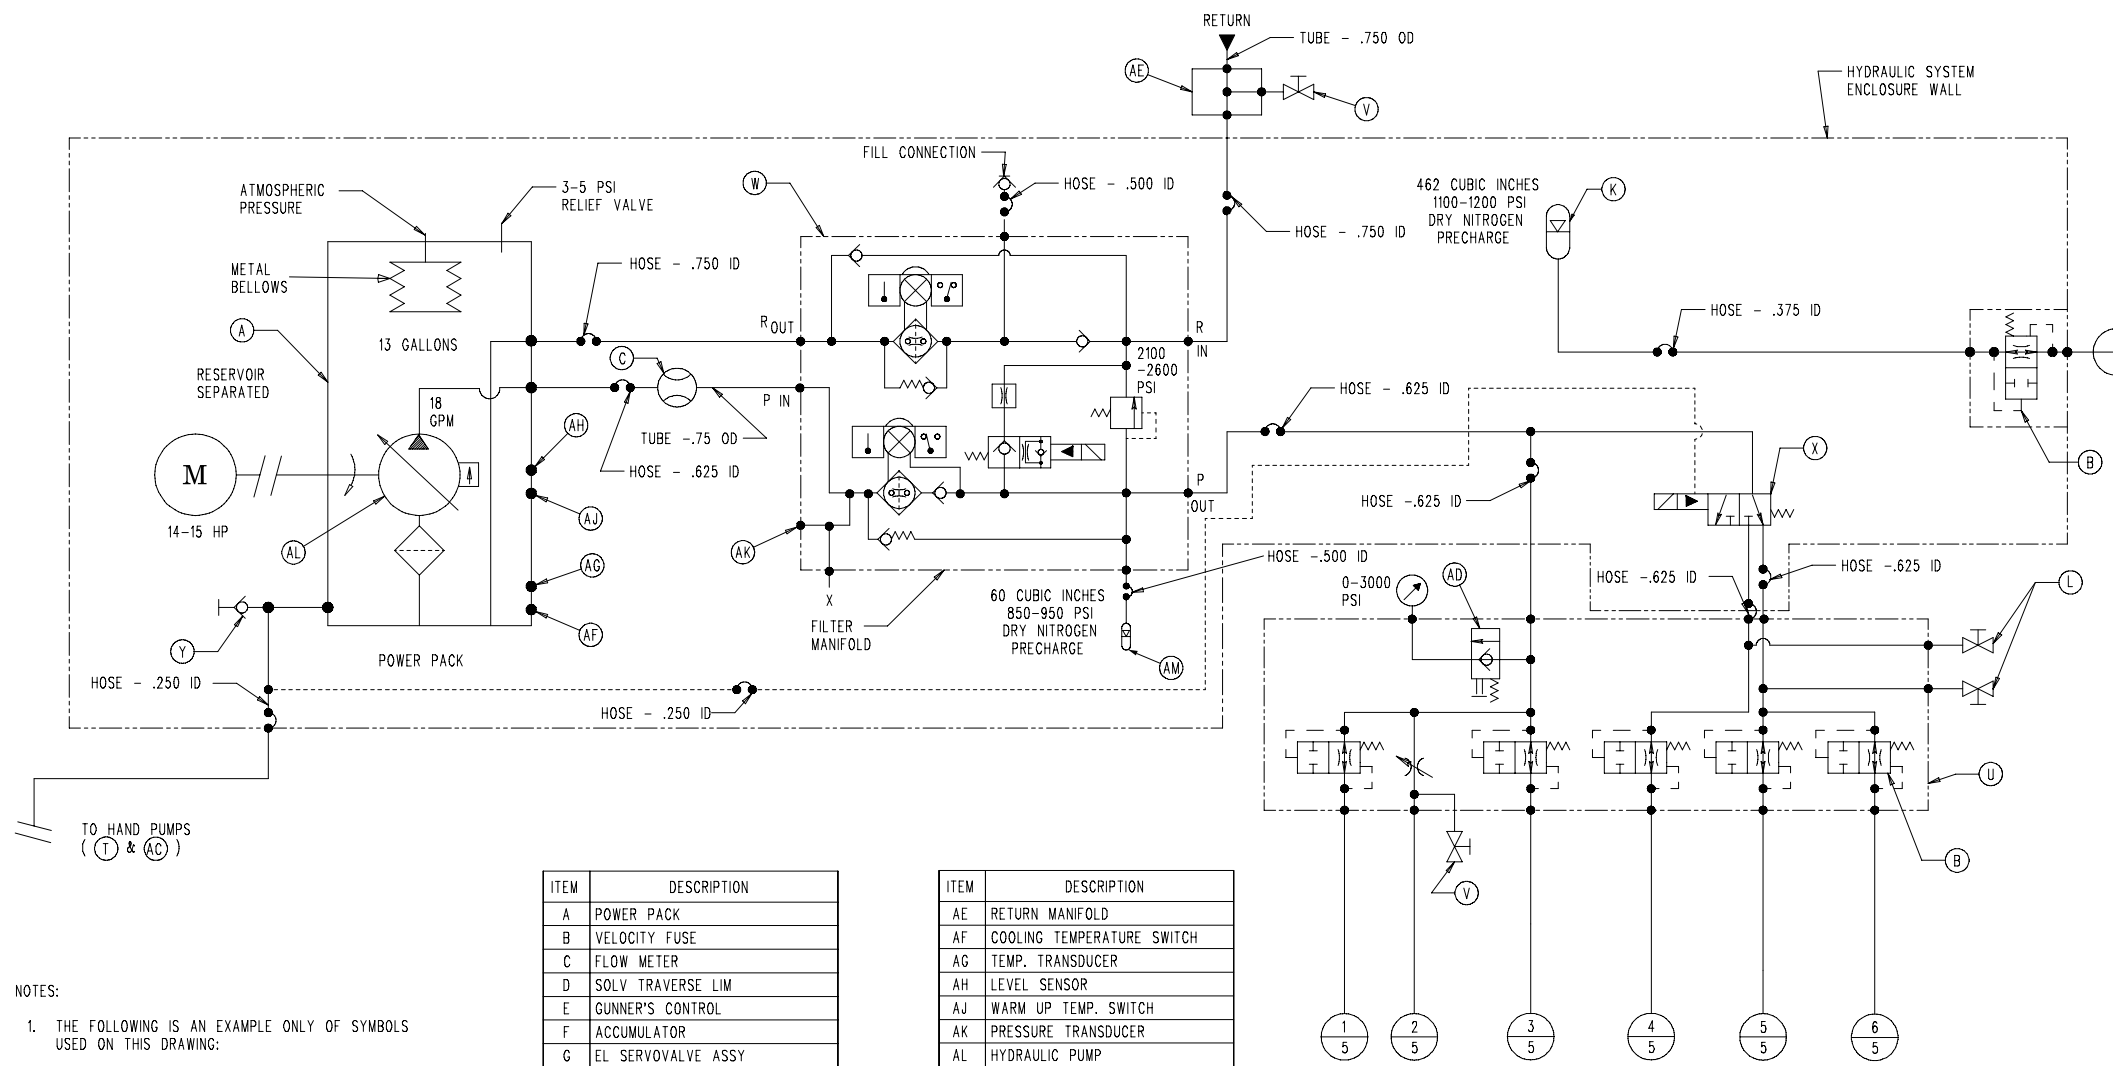 RETURN
TUBE - .750 OD
AE
V
HYDRAULIC SYSTEM
ENCLOSURE WALL
FILL CONNECTION
W
HOSE - .500 ID
ATMOSPHERIC
PRESSURE
3-5 PSI
RELIEF VALVE
462 CUBIC INCHES
1100-1200 PSI
DRY NITROGEN
PRECHARGE
K
HOSE - .750 ID
METAL
BELLOWS
HOSE - .750 ID
HOSE - .375 ID
A
13 GALLONS
R OUT
R
IN
C
2100
-2600
PSI
RESERVOIR
SEPARATED
18
GPM
P IN
HOSE - .625 ID
AH
TUBE -.75 OD
HOSE - .625 ID
X
B
M
14-15 HP
AL
AJ
P
OUT
HOSE -.625 ID
AK
AG
HOSE -.500 ID
0-3000
PSI
AD
HOSE -.625 ID
HOSE -.625 ID
L
X
60 CUBIC INCHES
850-950 PSI
DRY NITROGEN
PRECHARGE
AF
FILTER
MANIFOLD
Y
POWER PACK
AM
HOSE - .250 ID
HOSE - .250 ID
U
TO HAND PUMPS
( T & AC )
B
V
ITEM DESCRIPTION
A POWER PACK
B VELOCITY FUSE
C FLOW METER
D SOLV TRAVERSE LIM
E GUNNER'S CONTROL
F ACCUMULATOR
G EL SERVOVALVE ASSY
ITEM DESCRIPTION
AE RETURN MANIFOLD
AF COOLING TEMPERATURE SWITCH
AG TEMP. TRANSDUCER
AH LEVEL SENSOR
AJ WARM UP TEMP. SWITCH
AK PRESSURE TRANSDUCER
AL HYDRAULIC PUMP
NOTES:
1. THE FOLLOWING IS AN EXAMPLE ONLY OF SYMBOLS
USED ON THIS DRAWING:
1 2 3 4 5 6
5 5 5 5 5 5